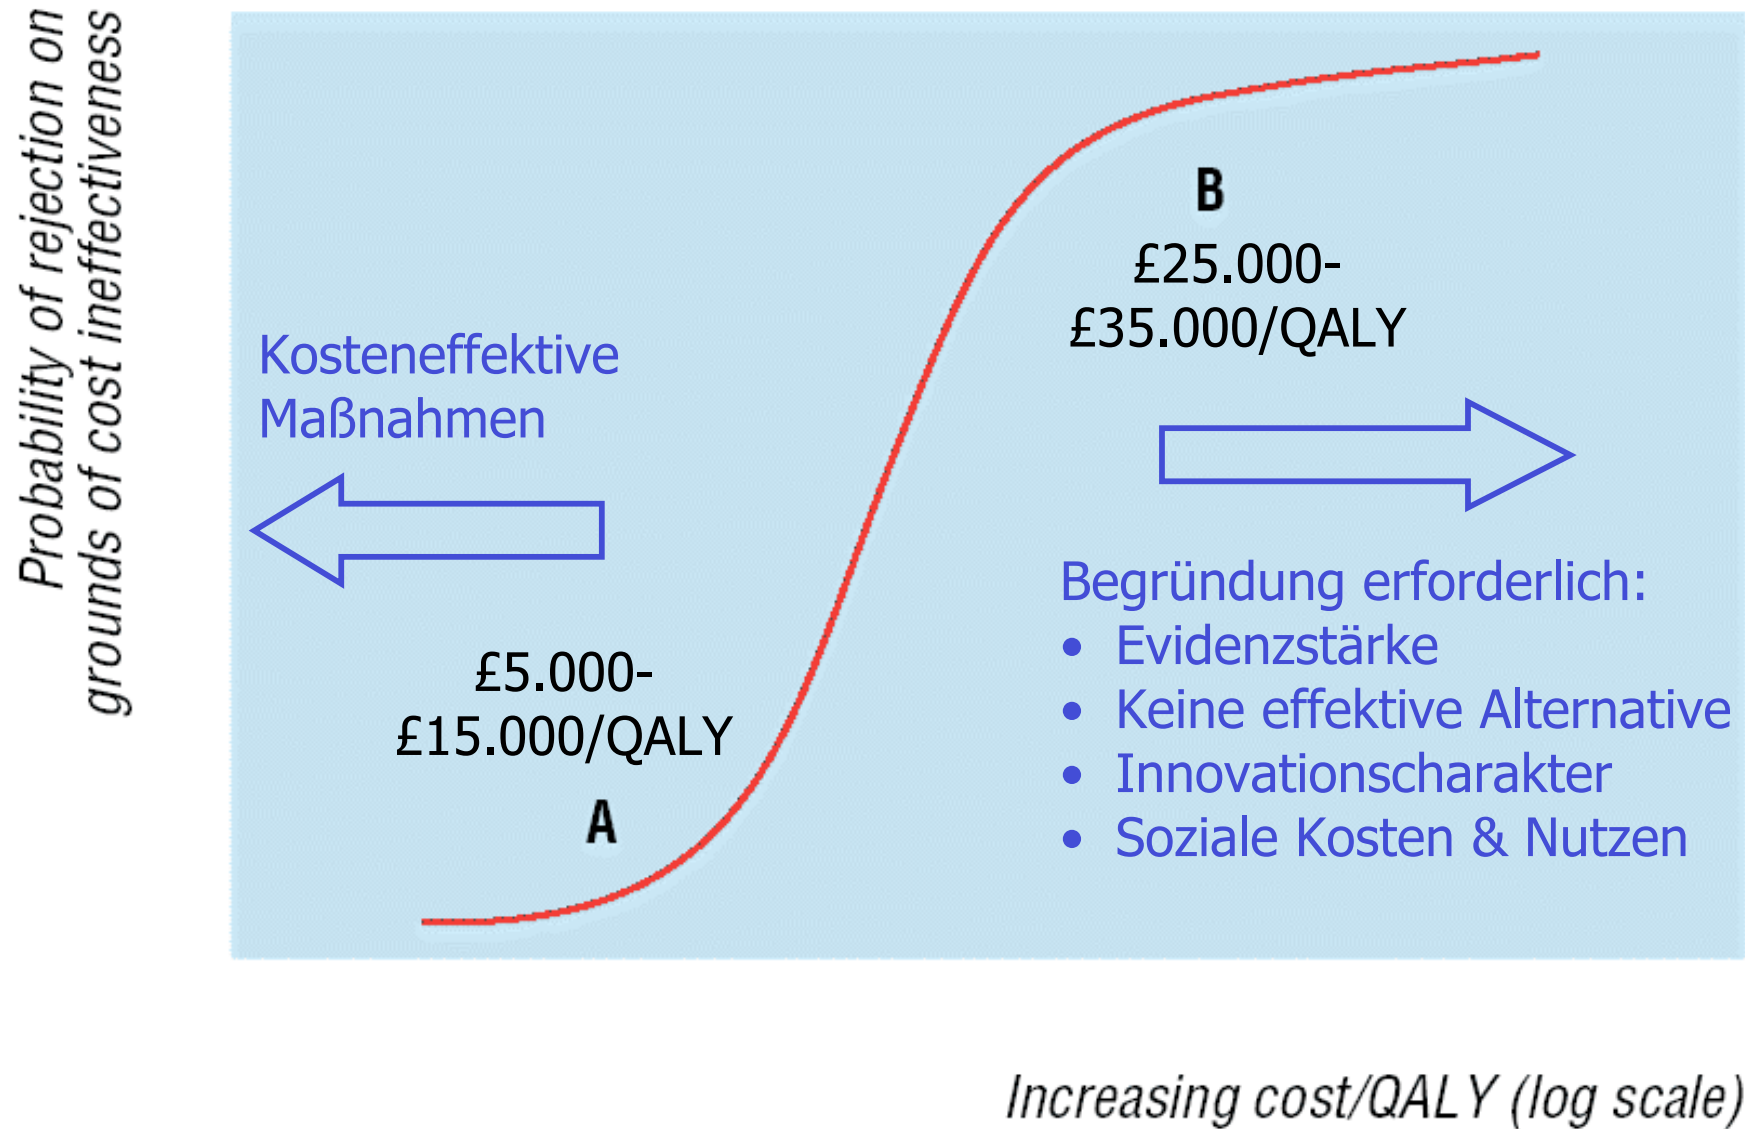 Probability of rejection on
grounds of cost ineffectiveness
B
£25.000-
£35.000/QALY
Kosteneffektive
Maßnahmen
Begründung erforderlich:
• Evidenzstärke
• Keine effektive Alternative
• Innovationscharakter
• Soziale Kosten & Nutzen
£5.000-
£15.000/QALY
A
Increasing cost/QALY (log scale)